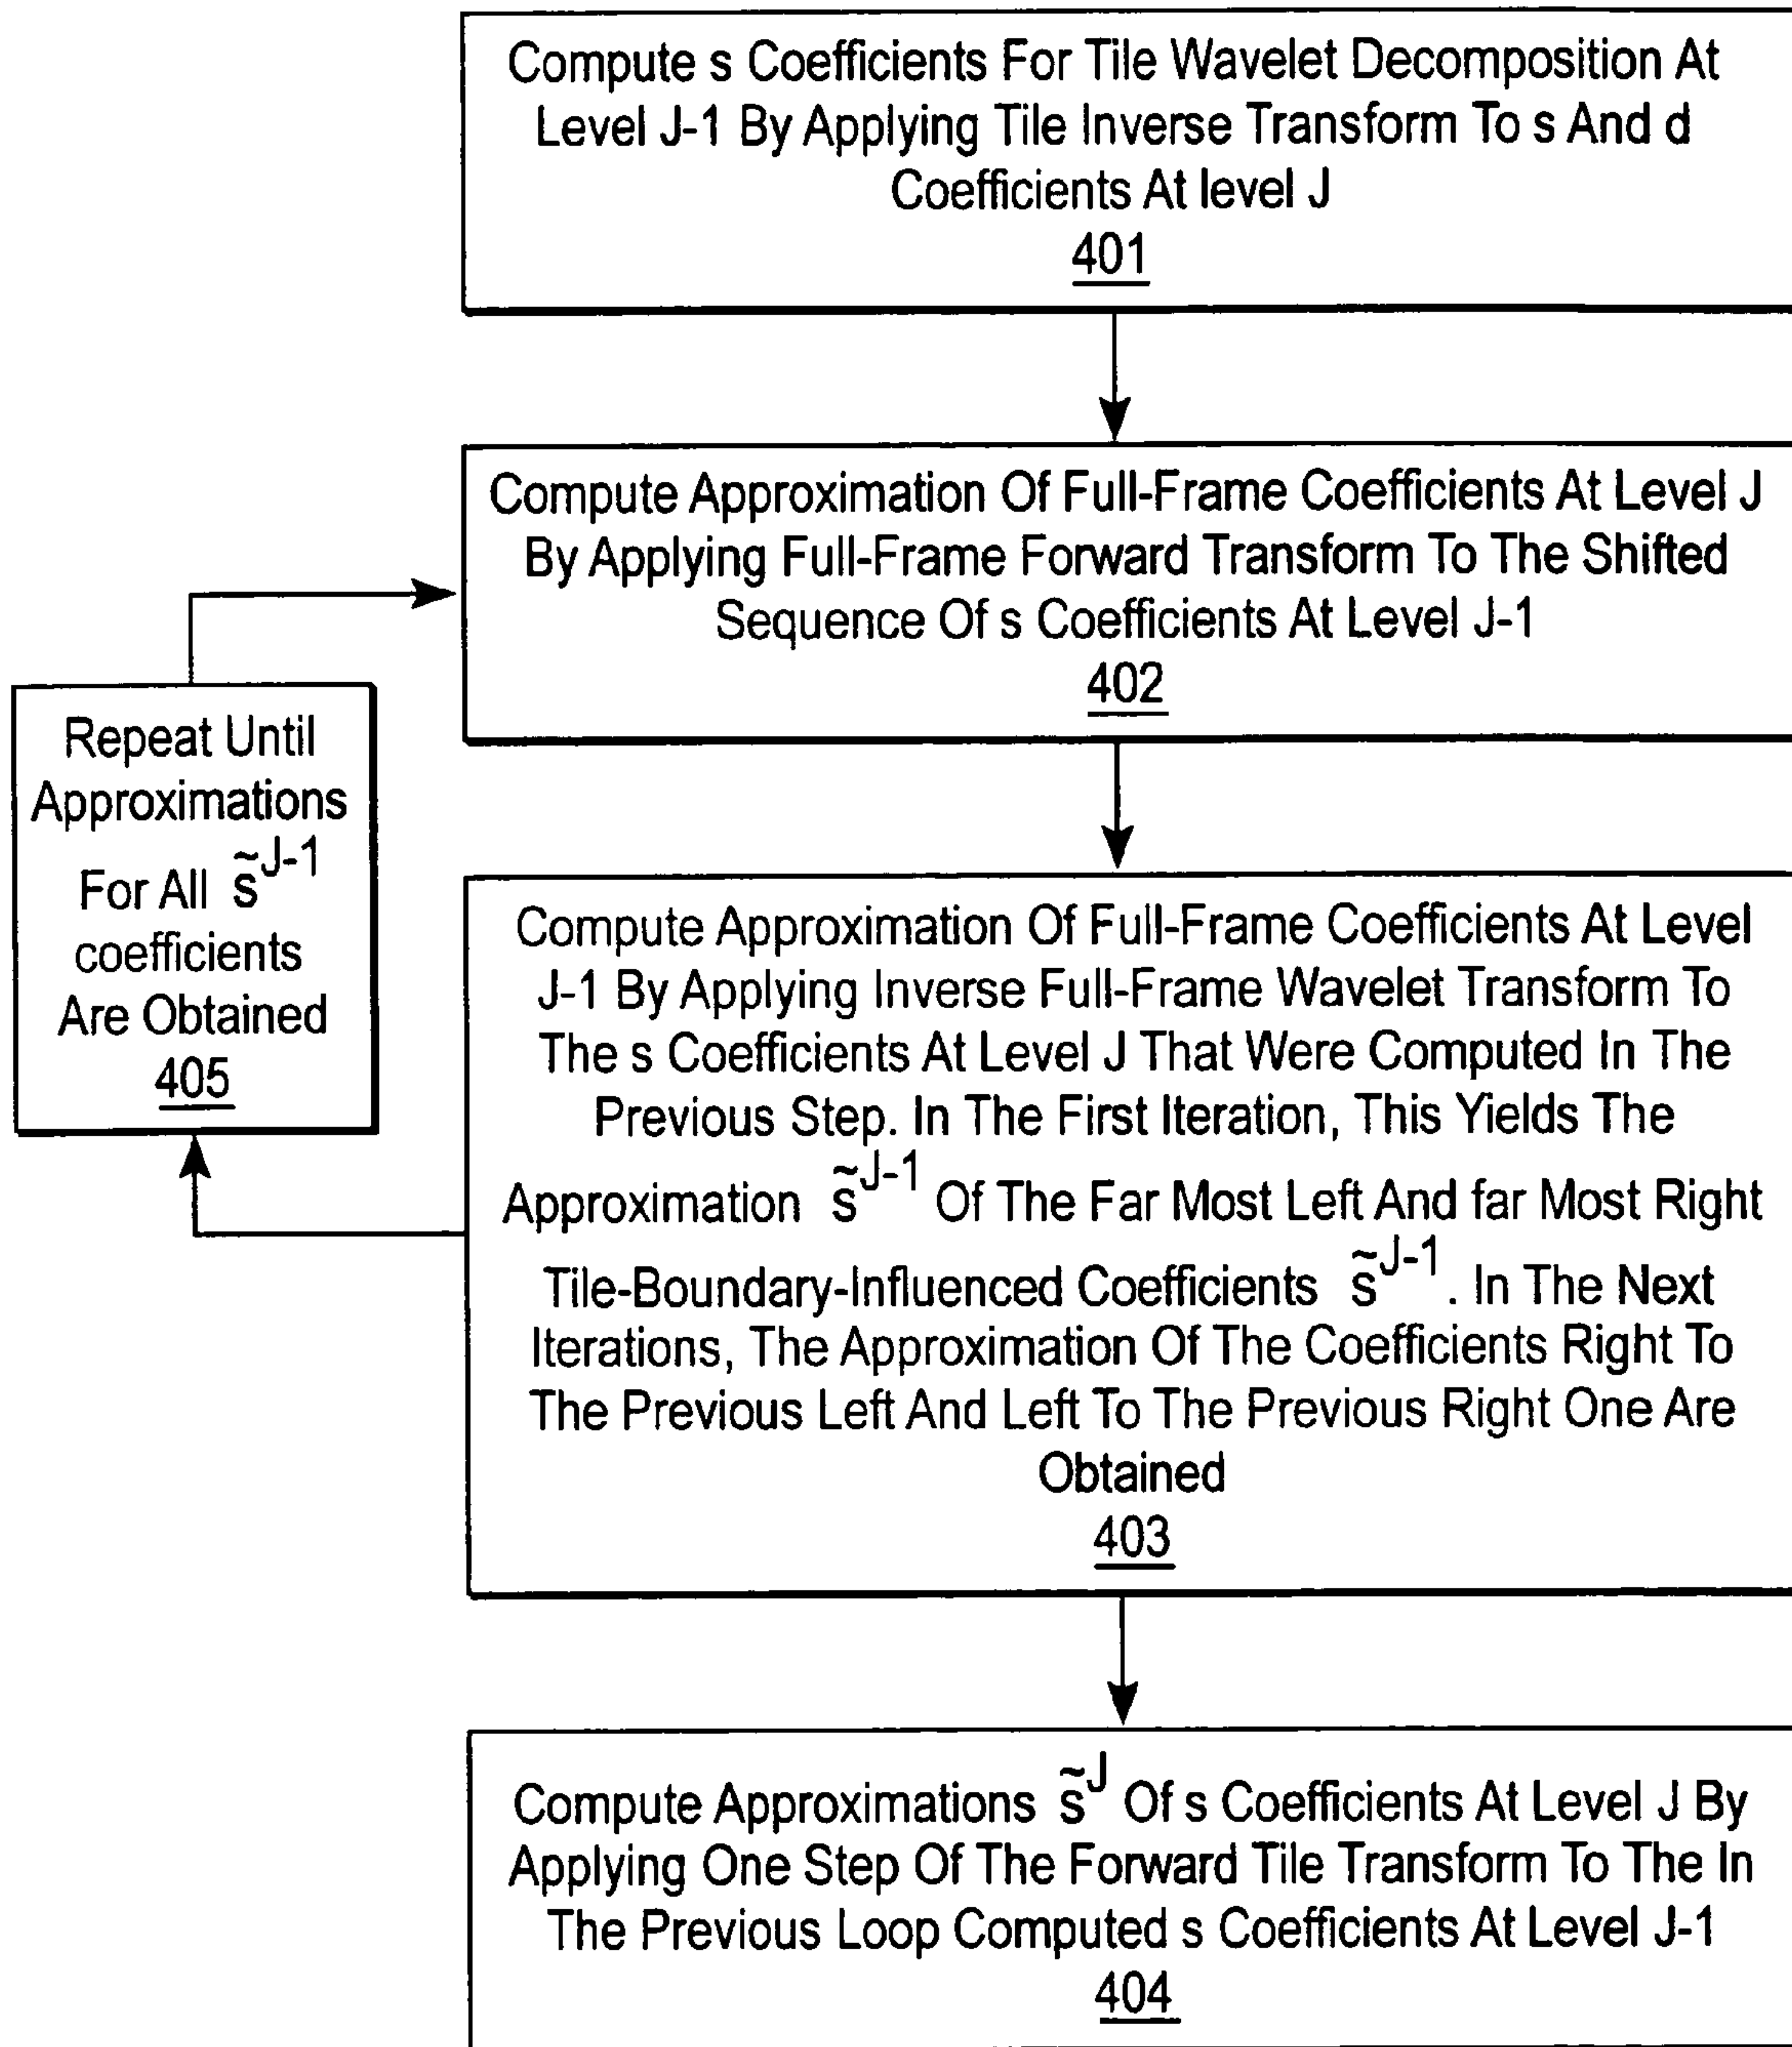 Compute s Coefficients For Tile Wavelet Decomposition At
Level J-1 By Applying Tile Inverse Transform To s And d
Coefficients At level J
401
Compute Approximation Of Full-Frame Coefficients At Level J
By Applying Full-Frame Forward Transform To The Shifted
Sequence Of s Coefficients At Level J-1
402
Repeat Until
Approximations
For All s̃^J-1
coefficients
Are Obtained
405
Compute Approximation Of Full-Frame Coefficients At Level
J-1 By Applying Inverse Full-Frame Wavelet Transform To
The s Coefficients At Level J That Were Computed In The
Previous Step. In The First Iteration, This Yields The
Approximation s̃^J-1 Of The Far Most Left And far Most Right
Tile-Boundary-Influenced Coefficients s̃^J-1. In The Next
Iterations, The Approximation Of The Coefficients Right To
The Previous Left And Left To The Previous Right One Are
Obtained
403
Compute Approximations s̃^J Of s Coefficients At Level J By
Applying One Step Of The Forward Tile Transform To The In
The Previous Loop Computed s Coefficients At Level J-1
404